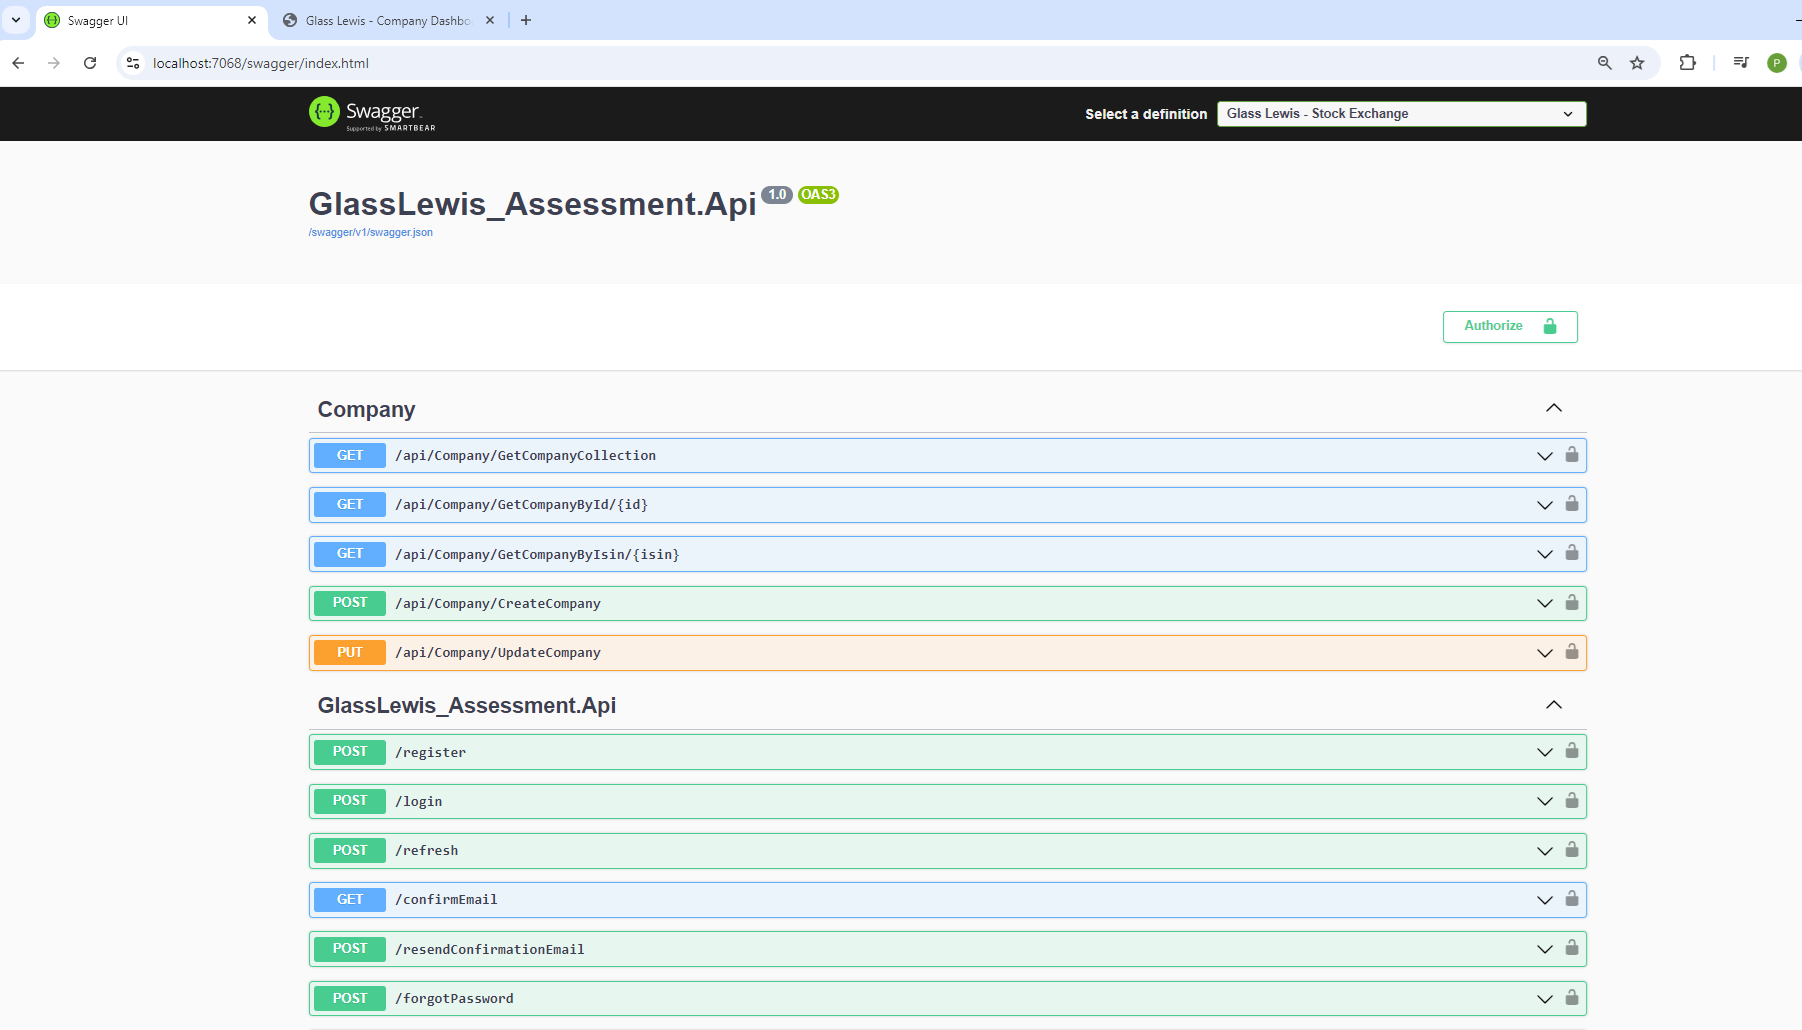 Swagger UI
Glass Lewis - Company Dashbo
localhost:7068/swagger/index.html
P
{··} Swagger
Supported by SMARTBEAR
Select a definition
Glass Lewis - Stock Exchange
GlassLewis_Assessment.Api 1.0 OAS3
/swagger/v1/swagger.json
Authorize
Company
GET /api/Company/GetCompanyCollection
GET /api/Company/GetCompanyById/{id}
GET /api/Company/GetCompanyByIsin/{isin}
POST /api/Company/CreateCompany
PUT /api/Company/UpdateCompany
GlassLewis_Assessment.Api
POST /register
POST /login
POST /refresh
GET /confirmEmail
POST /resendConfirmationEmail
POST /forgotPassword